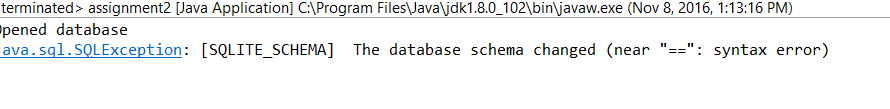 terminated> assignment2 [Java Application] C:\Program Files\Java\jdk1.8.0_102\bin\javaw.exe (Nov 8, 2016, 1:13:16 PM)
Opened database
java.sql.SQLException: [SQLITE_SCHEMA]  The database schema changed (near "==": syntax error)